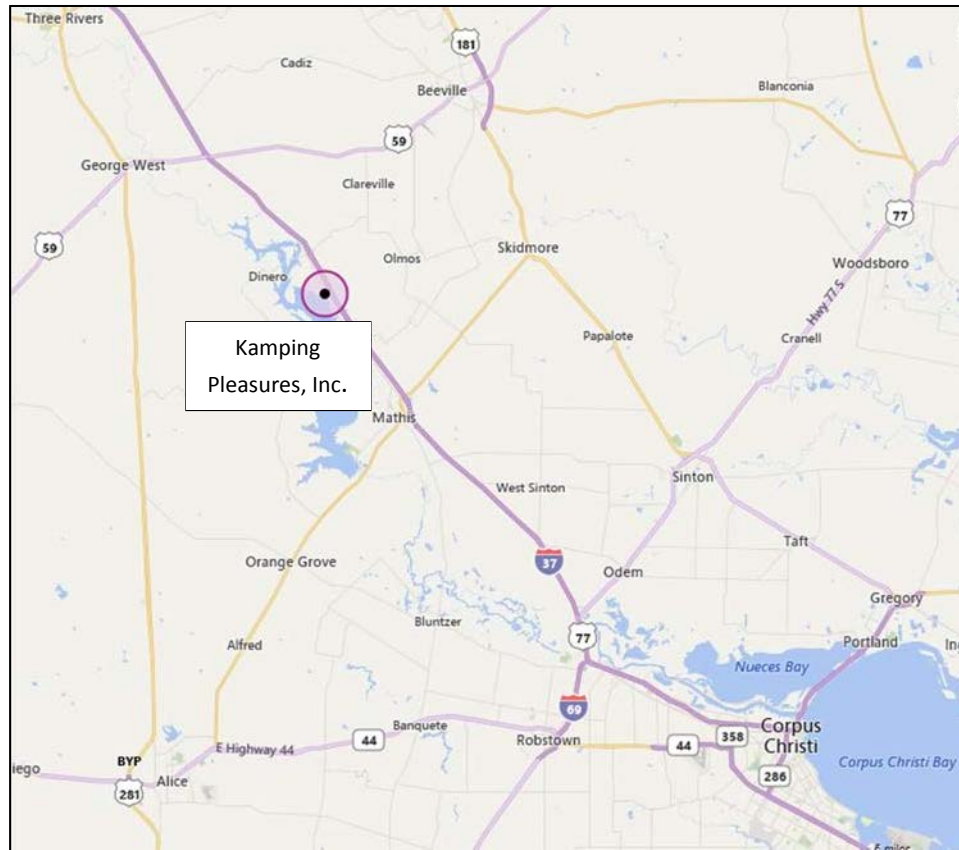 Three Rivers
Cadiz
181
Beeville
Blanconia
59
George West
Clareville
77
59
Skidmore
Olmos
Dinero
Woodsboro
Hwy 77 S
Kamping
Pleasures, Inc.
Papalote
Cranell
Mathis
Sinton
West Sinton
Taft
37
Orange Grove
Odem
Gregory
Bluntzer
77
Portland
Alfred
Nueces Bay
69
Banquete
Corpus
Christi
358
44
Robstown
44
E Highway 44
BYP
Corpus Christi Bay
286
iego
Alice
281